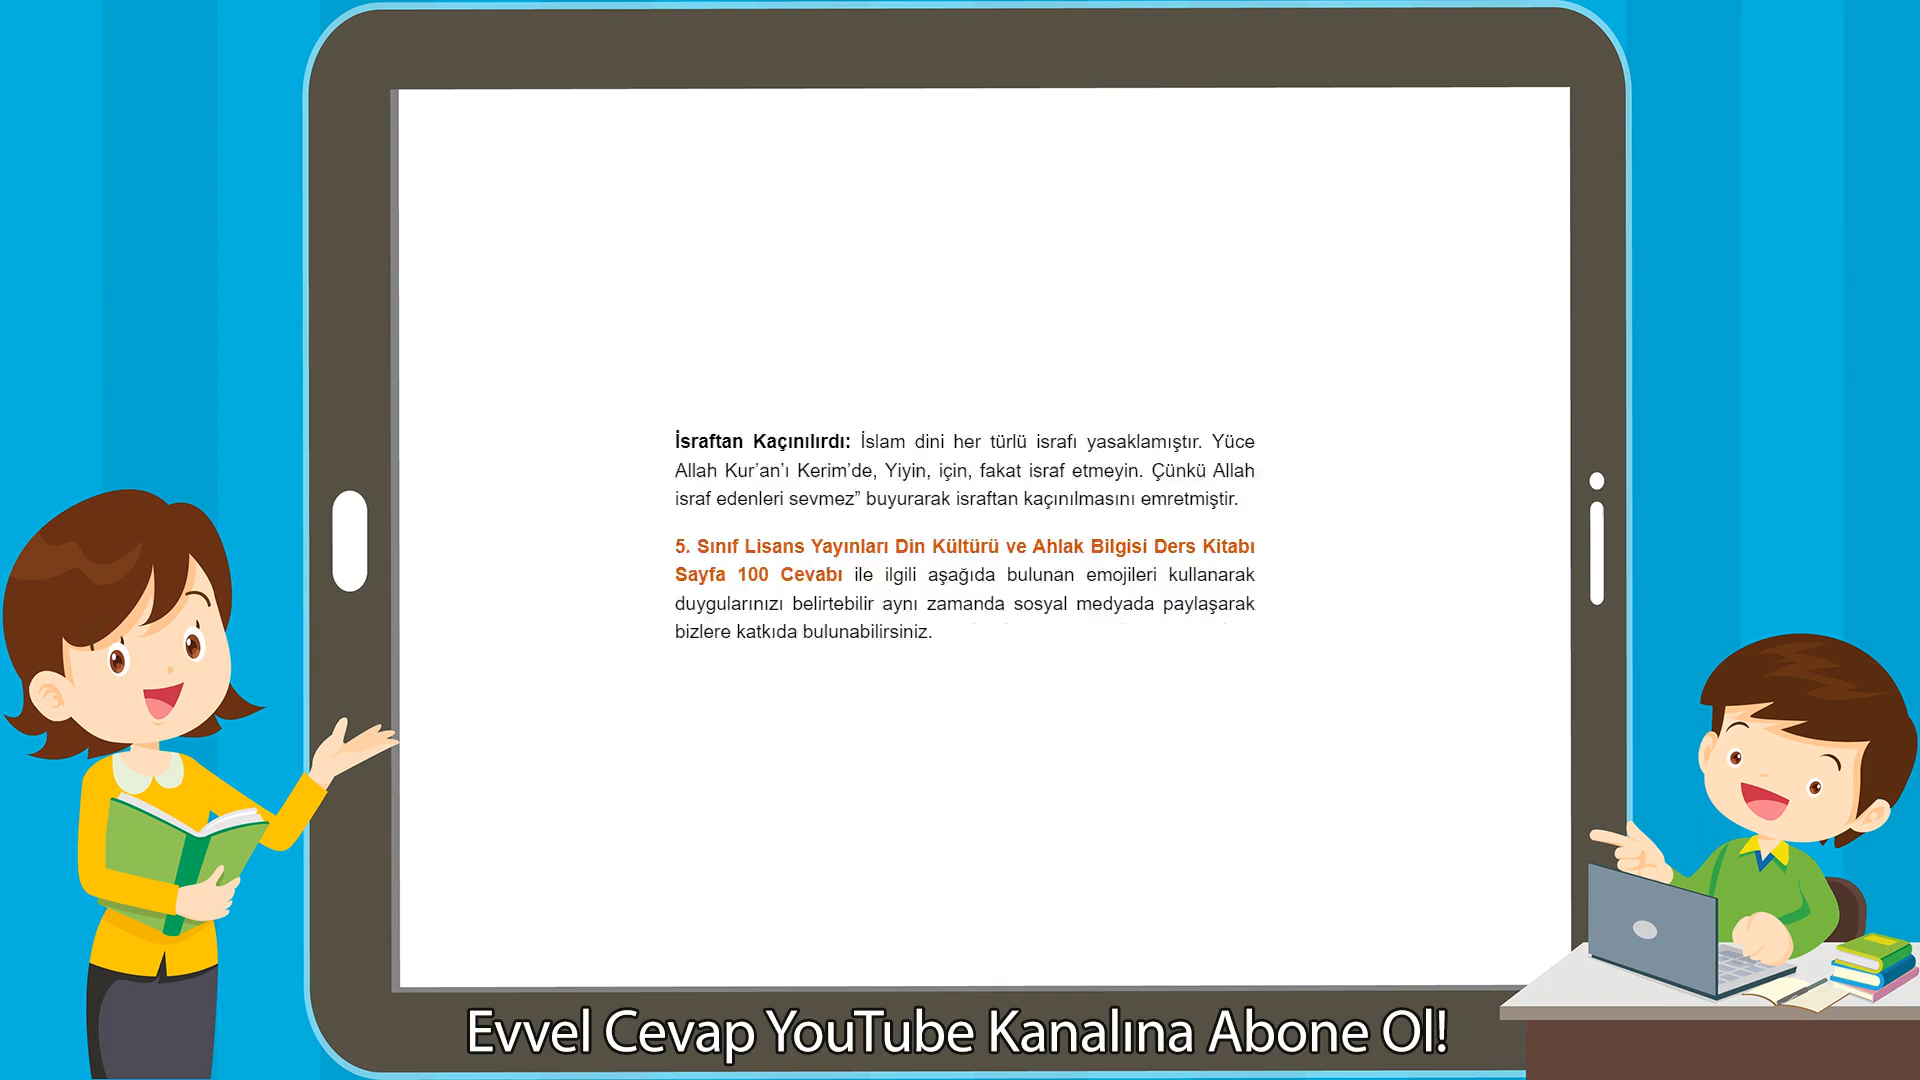 İsraftan Kaçınılırdı: İslam dini her türlü israfı yasaklamıştır. Yüce
Allah Kur’an’ı Kerim’de, Yiyin, için, fakat israf etmeyin. Çünkü Allah
israf edenleri sevmez” buyurarak israftan kaçınılmasını emretmiştir.
5. Sınıf Lisans Yayınları Din Kültürü ve Ahlak Bilgisi Ders Kitabı
Sayfa 100 Cevabı ile ilgili aşağıda bulunan emojileri kullanarak
duygularınızı belirtebilir aynı zamanda sosyal medyada paylaşarak
bizlere katkıda bulunabilirsiniz.
Evvel Cevap YouTube Kanalına Abone Ol!